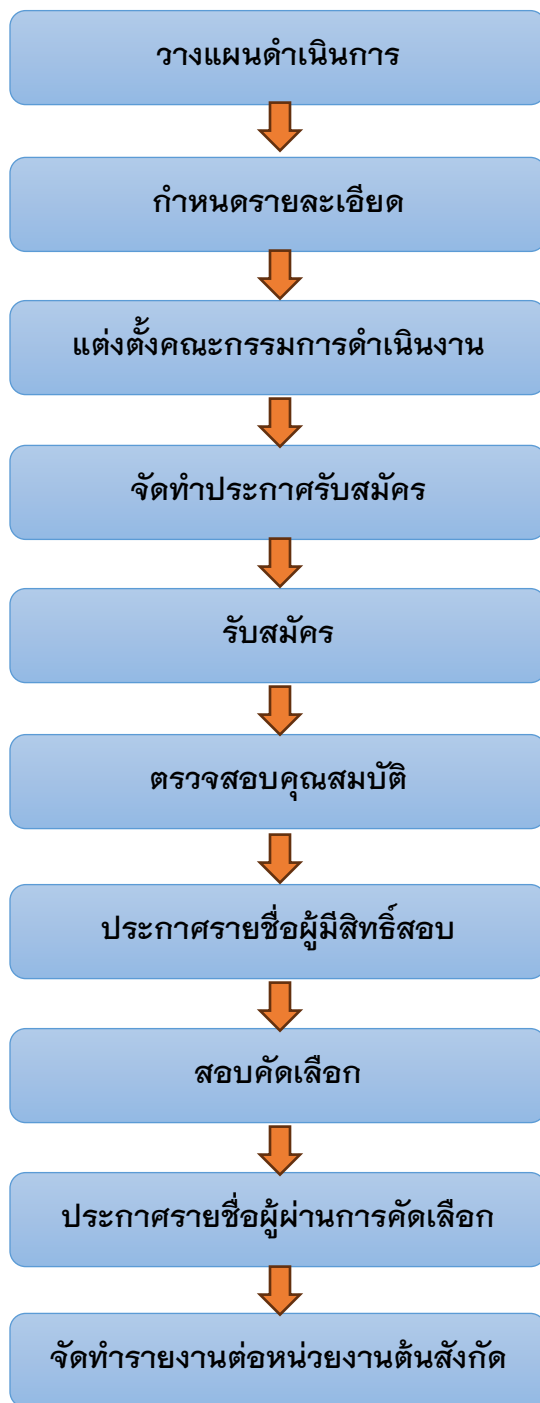 วางแผนดำเนินการ
กำหนดรายละเอียด
แต่งตั้งคณะกรรมการดำเนินงาน
จัดทำประกาศรับสมัคร
รับสมัคร
ตรวจสอบคุณสมบัติ
ประกาศรายชื่อผู้มีสิทธิ์สอบ
สอบคัดเลือก
ประกาศรายชื่อผู้ผ่านการคัดเลือก
จัดทำรายงานต่อหน่วยงานต้นสังกัด